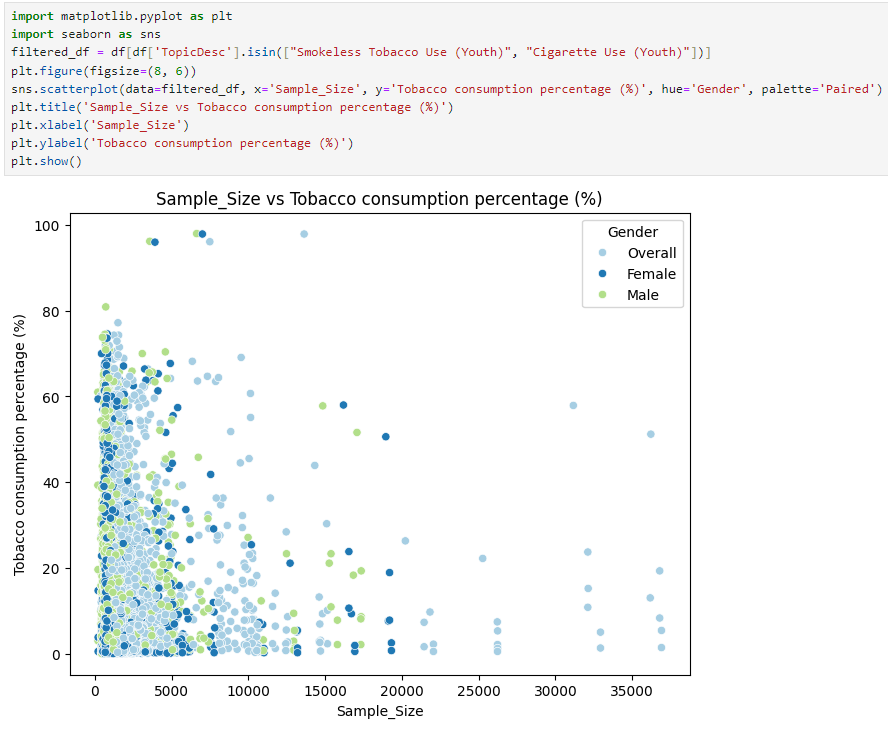 import matplotlib.pyplot as plt
import seaborn as sns
filtered_df = df[df['TopicDesc'].isin(["Smokeless Tobacco Use (Youth)", "Cigarette Use (Youth)"])]
plt.figure(figsize=(8, 6))
sns.scatterplot(data=filtered_df, x='Sample_Size', y='Tobacco consumption percentage (%)', hue='Gender', palette='Paired')
plt.title('Sample_Size vs Tobacco consumption percentage (%)')
plt.xlabel('Sample_Size')
plt.ylabel('Tobacco consumption percentage (%)')
plt.show()
Sample_Size vs Tobacco consumption percentage (%)
Gender
Overall
Female
Male
Tobacco consumption percentage (%)
100
80
60
40
20
0
0 5000 10000 15000 20000 25000 30000 35000
Sample_Size